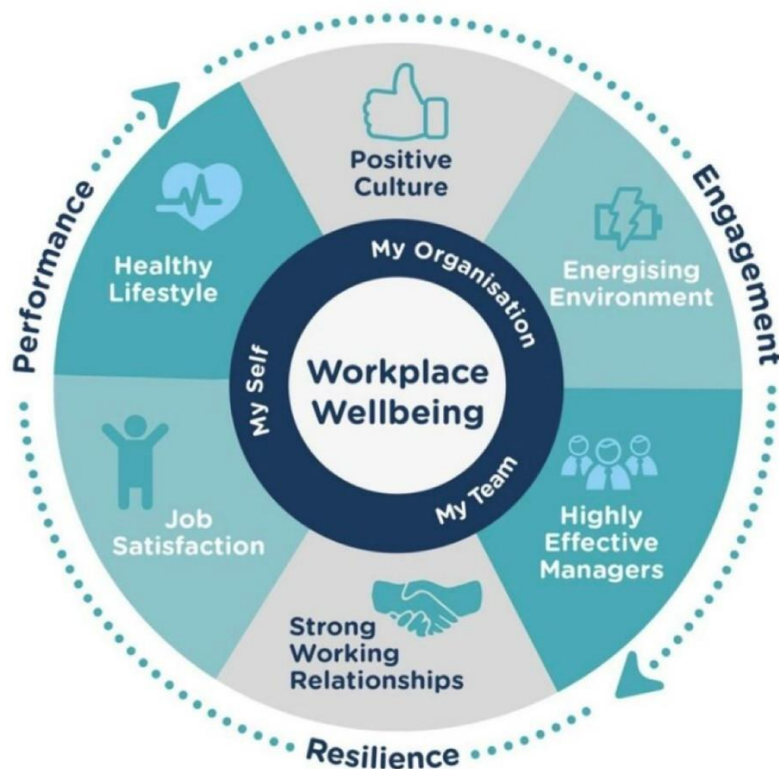 Positive
Culture
Energising
Environment
Highly
Effective
Managers
Strong
Working
Relationships
Job
Satisfaction
Healthy
Lifestyle
My Organisation
My Team
My Self
Workplace
Wellbeing
Engagement
Resilience
Performance